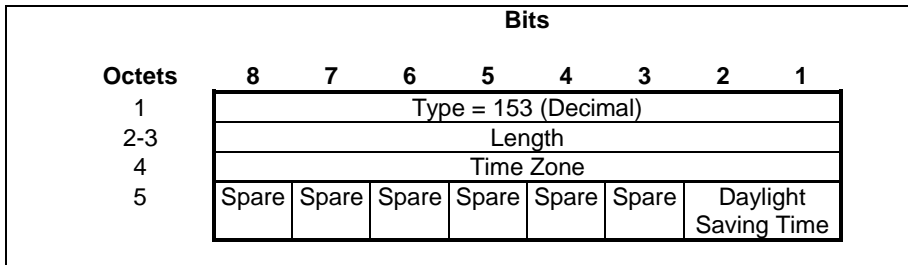 Bits
Octets 8 7 6 5 4 3 2 1
1 Type = 153 (Decimal)
2-3 Length
4 Time Zone
5 Spare Spare Spare Spare Spare Spare Daylight
Saving Time